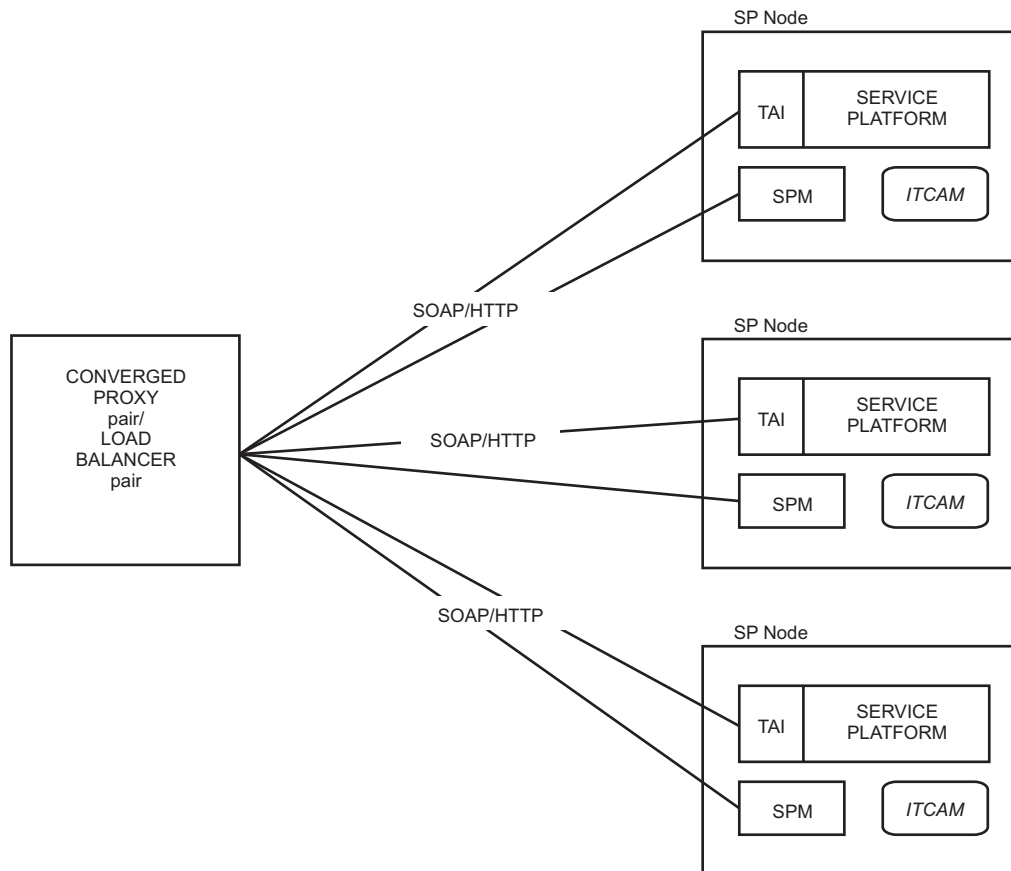 SP Node
TAI
SERVICE
PLATFORM
SPM
ITCAM
SOAP/HTTP
SP Node
CONVERGED
PROXY
pair/
LOAD
BALANCER
pair
TAI
SERVICE
PLATFORM
SOAP/HTTP
SPM
ITCAM
SOAP/HTTP
SP Node
TAI
SERVICE
PLATFORM
SPM
ITCAM